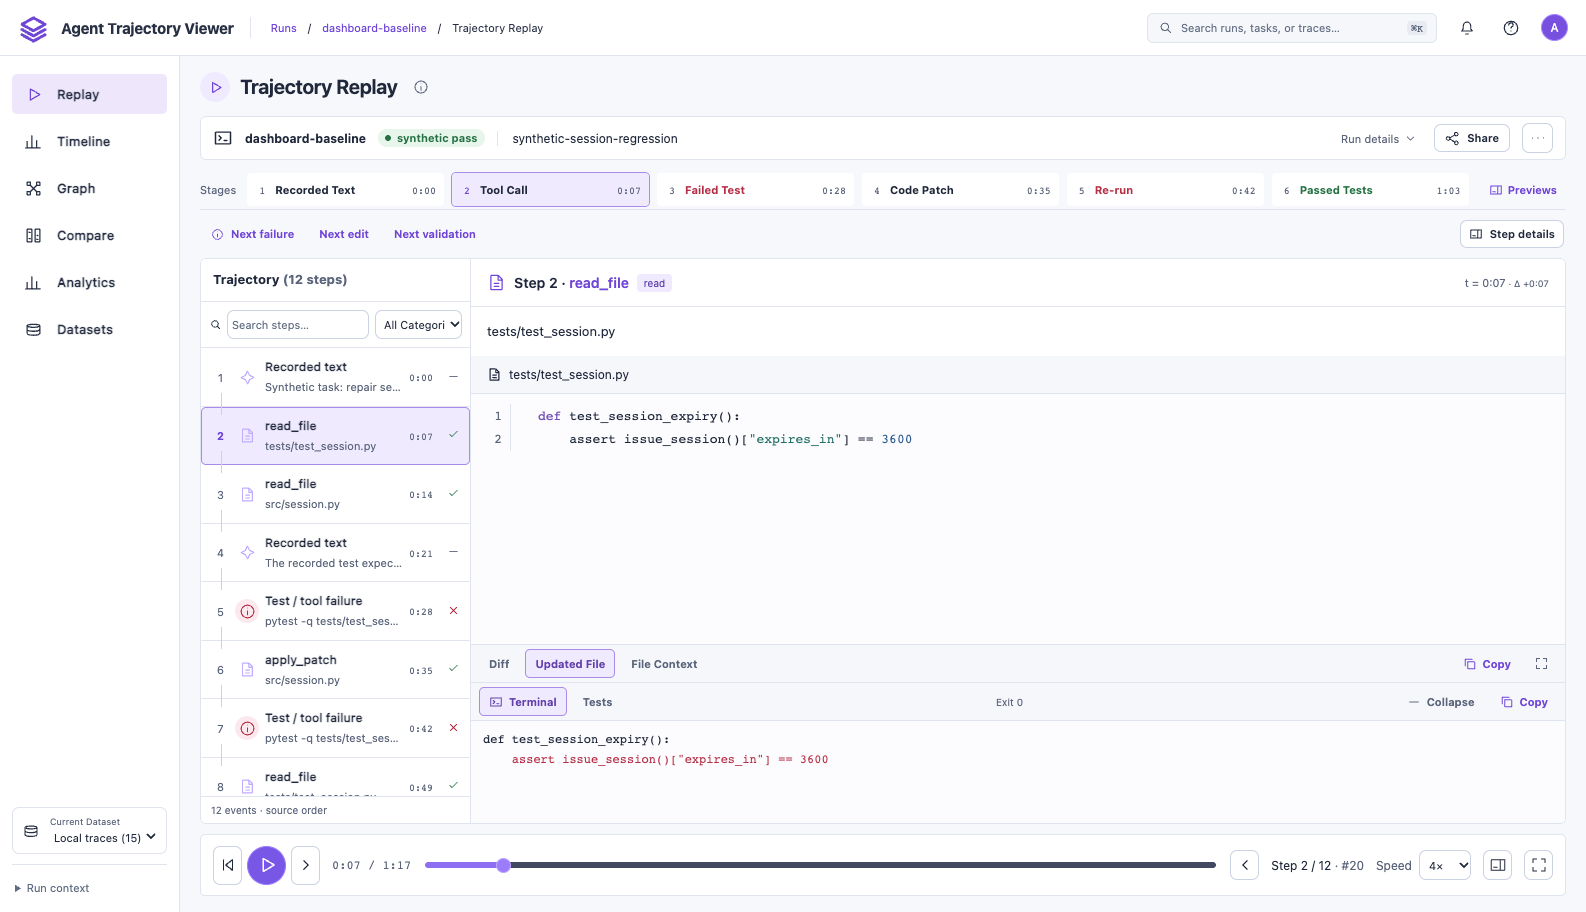 Agent Trajectory Viewer
Runs / dashboard-baseline / Trajectory Replay
Search runs, tasks, or traces...
⌘K
A
Replay
Timeline
Graph
Compare
Analytics
Datasets
Current Dataset
Local traces (15)
Run context
Trajectory Replay
dashboard-baseline
synthetic pass
synthetic-session-regression
Run details
Share
...
Stages
1 Recorded Text 0:00
2 Tool Call 0:07
3 Failed Test 0:28
4 Code Patch 0:35
5 Re-run 0:42
6 Passed Tests 1:03
Previews
Next failure
Next edit
Next validation
Step details
Trajectory (12 steps)
Search steps...
All Categori
1 Recorded text 0:00 —
Synthetic task: repair se...
2 read_file 0:07
tests/test_session.py
3 read_file 0:14
src/session.py
4 Recorded text 0:21 —
The recorded test expec...
5 Test / tool failure 0:28
pytest -q tests/test_ses...
6 apply_patch 0:35
src/session.py
7 Test / tool failure 0:42
pytest -q tests/test_ses...
8 read_file 0:49
tests/test_session.py
12 events · source order
Step 2 · read_file
read
t = 0:07 · Δ +0:07
tests/test_session.py
tests/test_session.py
1 def test_session_expiry():
2 assert issue_session()["expires_in"] == 3600
Diff
Updated File
File Context
Copy
Terminal
Tests
Exit 0
Collapse
Copy
def test_session_expiry():
assert issue_session()["expires_in"] == 3600
0:07 / 1:17
Step 2 / 12 · #20
Speed
4×